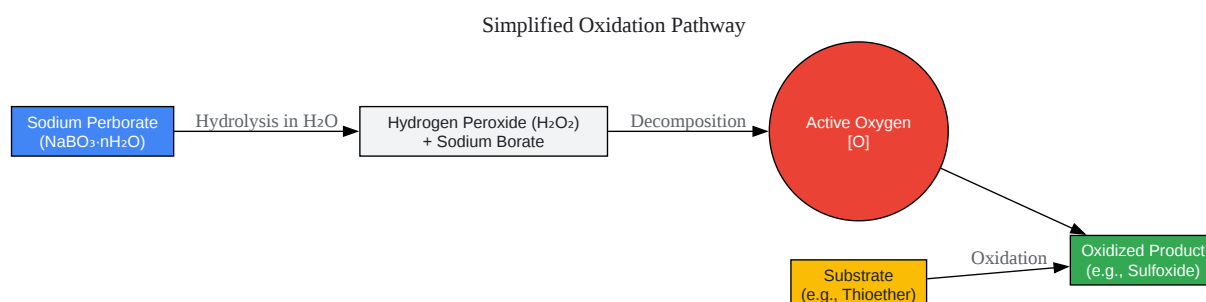 Simplified Oxidation Pathway
Sodium Perborate
(NaBO₃·nH₂O)
Hydrolysis in H₂O
Hydrogen Peroxide (H₂O₂)
+ Sodium Borate
Decomposition
Active Oxygen
[O]
Substrate
(e.g., Thioether)
Oxidation
Oxidized Product
(e.g., Sulfoxide)